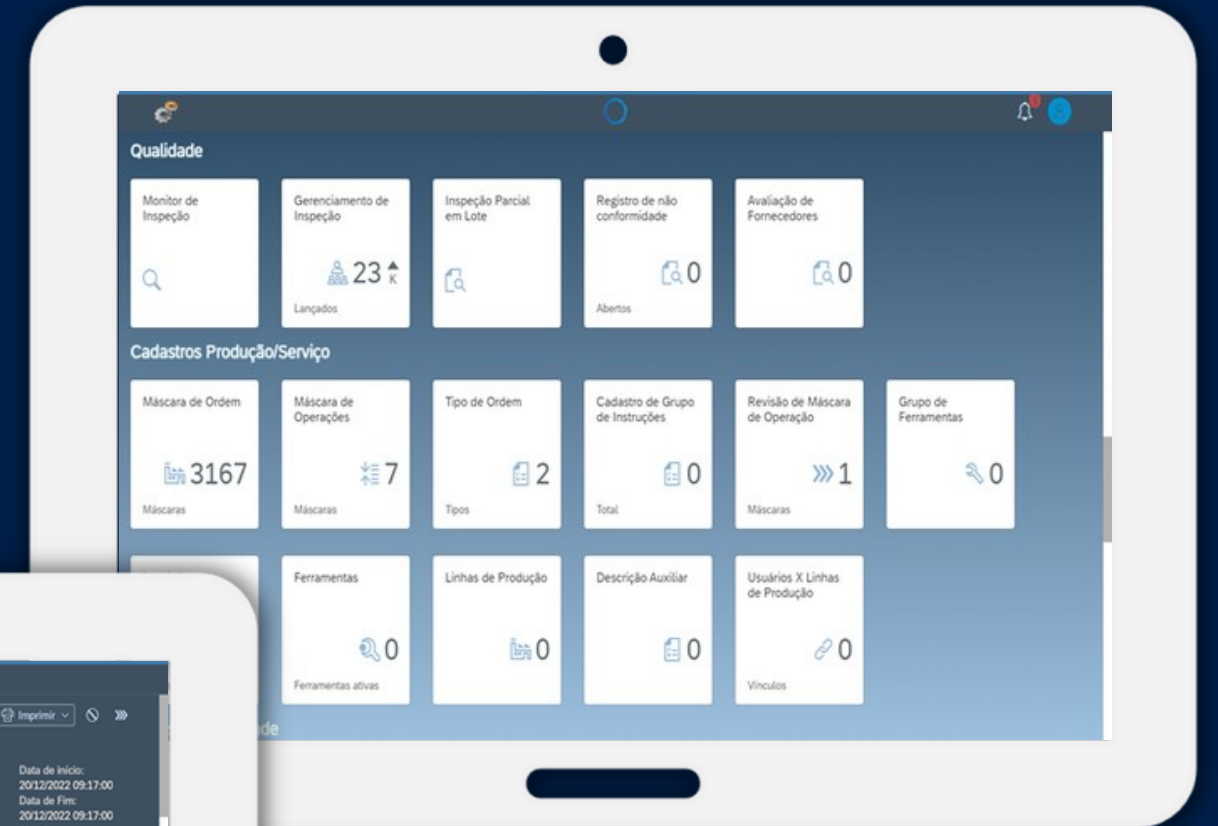 Qualidade
Monitor de
Inspeção
Gerenciamento de
Inspeção
23
K
Lançados
Inspeção Parcial
em Lote
Registro de não
conformidade
0
Abertos
Avaliação de
Fornecedores
0
Cadastros Produção/Serviço
Máscara de Ordem
3167
Máscaras
Máscara de
Operações
7
Máscaras
Tipo de Ordem
2
Tipos
Cadastro de Grupo
de Instruções
0
Total
Revisão de Máscara
de Operação
1
Máscaras
Grupo de
Ferramentas
0
Ferramentas
0
Ferramentas ativas
Linhas de Produção
0
Descrição Auxiliar
0
Usuários X Linhas
de Produção
0
Vínculos
de
Imprimir
Data de início:
20/12/2022 09:17:00
Data de Fim:
20/12/2022 09:17:00